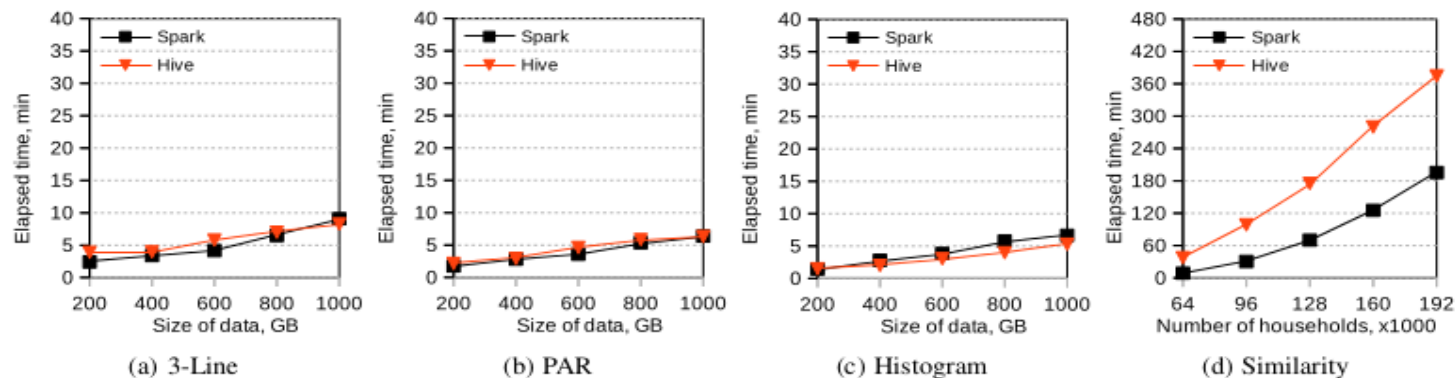 40
35
30
25
20
15
10
5
0
Elapsed time, min
Spark
Hive
200 400 600 800 1000
Size of data, GB
(a) 3-Line
40
35
30
25
20
15
10
5
0
Elapsed time, min
Spark
Hive
200 400 600 800 1000
Size of data, GB
(b) PAR
40
35
30
25
20
15
10
5
0
Elapsed time, min
Spark
Hive
200 400 600 800 1000
Size of data, GB
(c) Histogram
480
420
360
300
240
180
120
60
0
Elapsed time, min
Spark
Hive
64 96 128 160 192
Number of households, x1000
(d) Similarity